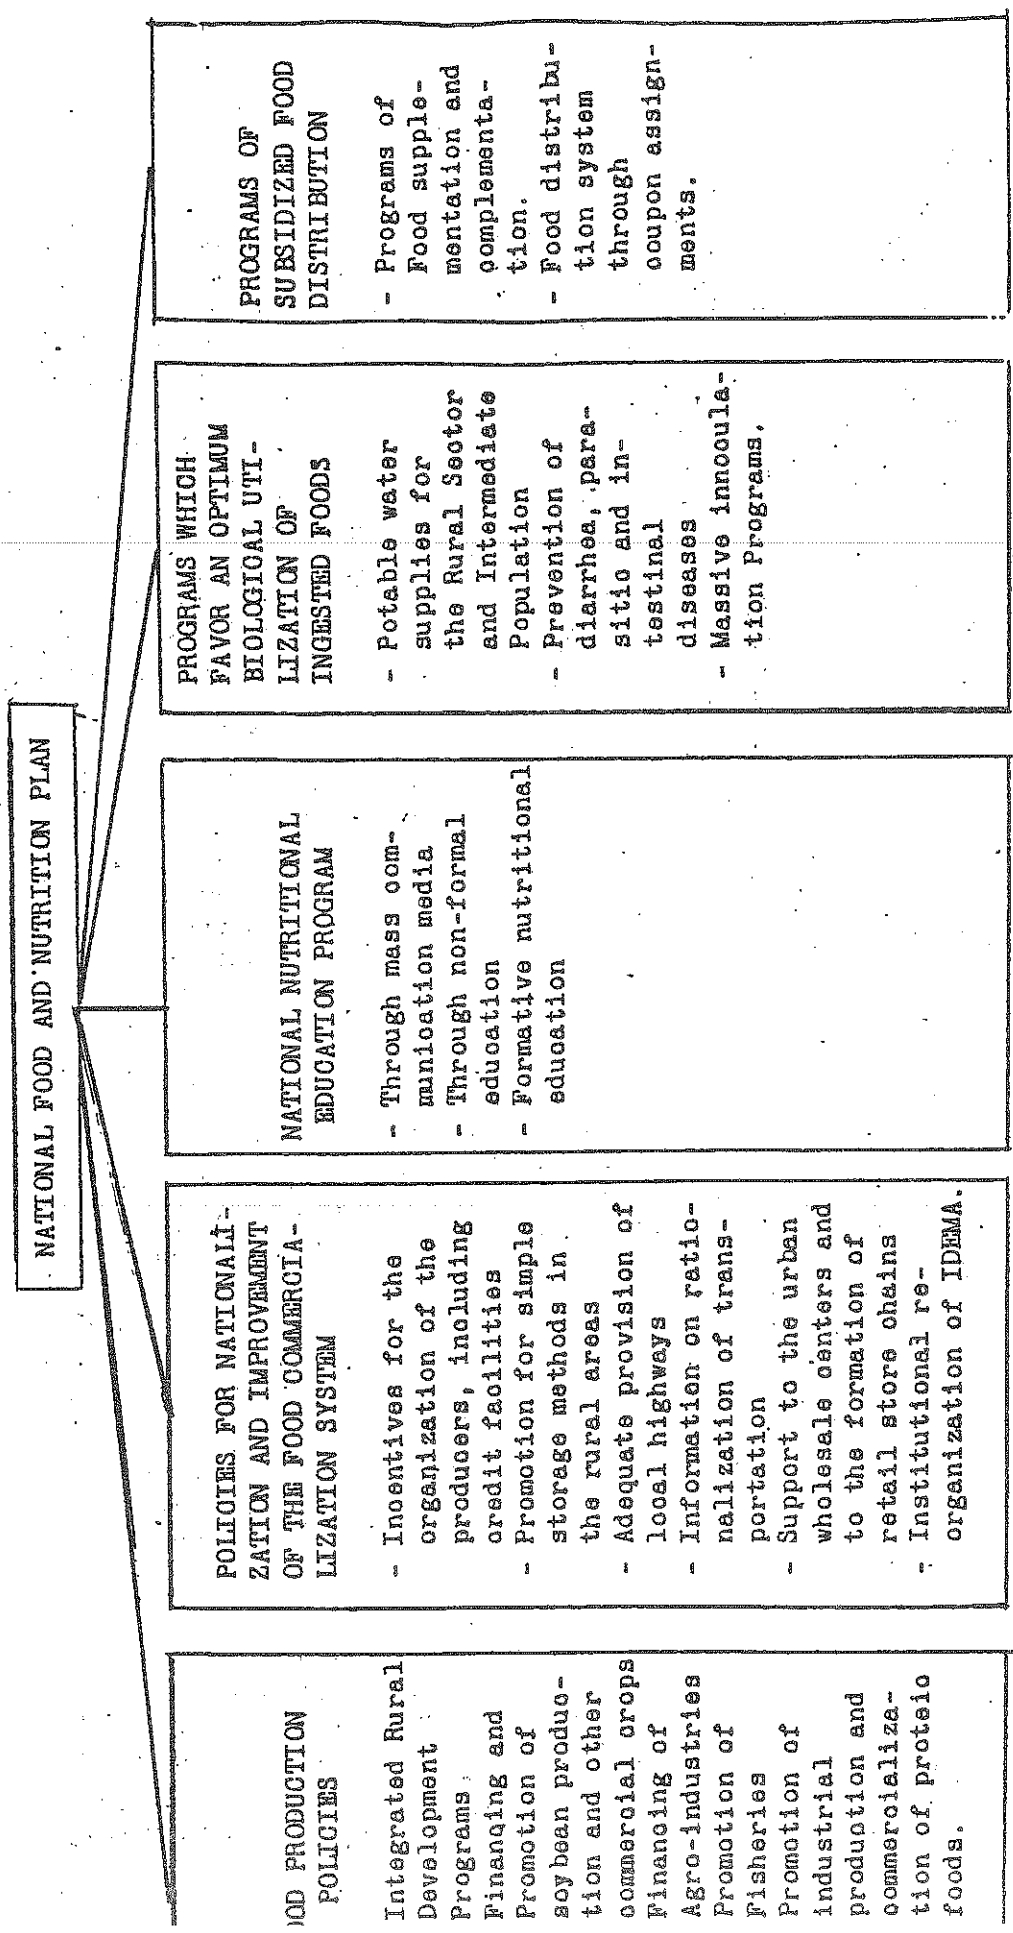 NATIONAL FOOD AND NUTRITION PLAN
OOD PRODUCTION
POLICIES
Integrated Rural
Development
Programs
Financing and
Promotion of
soybean produc-
tion and other
commercial crops
Financing of
Agro-industries
Promotion of
Fisheries
Promotion of
industrial
production and
commercializa-
tion of proteic
foods.
POLICIES FOR NATIONALI-
ZATION AND IMPROVEMENT
OF THE FOOD COMMERCIA-
LIZATION SYSTEM
- Incentives for the
organization of the
producers, including
credit facilities
- Promotion for simple
storage methods in
the rural areas
- Adequate provision of
local highways
- Information on ratio-
nalization of trans-
portation
- Support to the urban
wholesale centers and
to the formation of
retail store chains
- Institutional re-
organization of IDEMA.
NATIONAL NUTRITIONAL
EDUCATION PROGRAM
- Through mass com-
munication media
- Through non-formal
education
- Formative nutritional
education
PROGRAMS WHICH
FAVOR AN OPTIMUM
BIOLOGICAL UTI-
LIZATION OF
INGESTED FOODS
- Potable water
supplies for
the Rural Sector
and Intermediate
Population
- Prevention of
diarrhea, para-
sitic and in-
testinal
diseases
- Massive innocula-
tion Programs.
PROGRAMS OF
SUBSIDIZED FOOD
DISTRIBUTION
- Programs of
Food supple-
mentation and
complementa-
tion.
- Food distribu-
tion system
through
coupon assign-
ments.